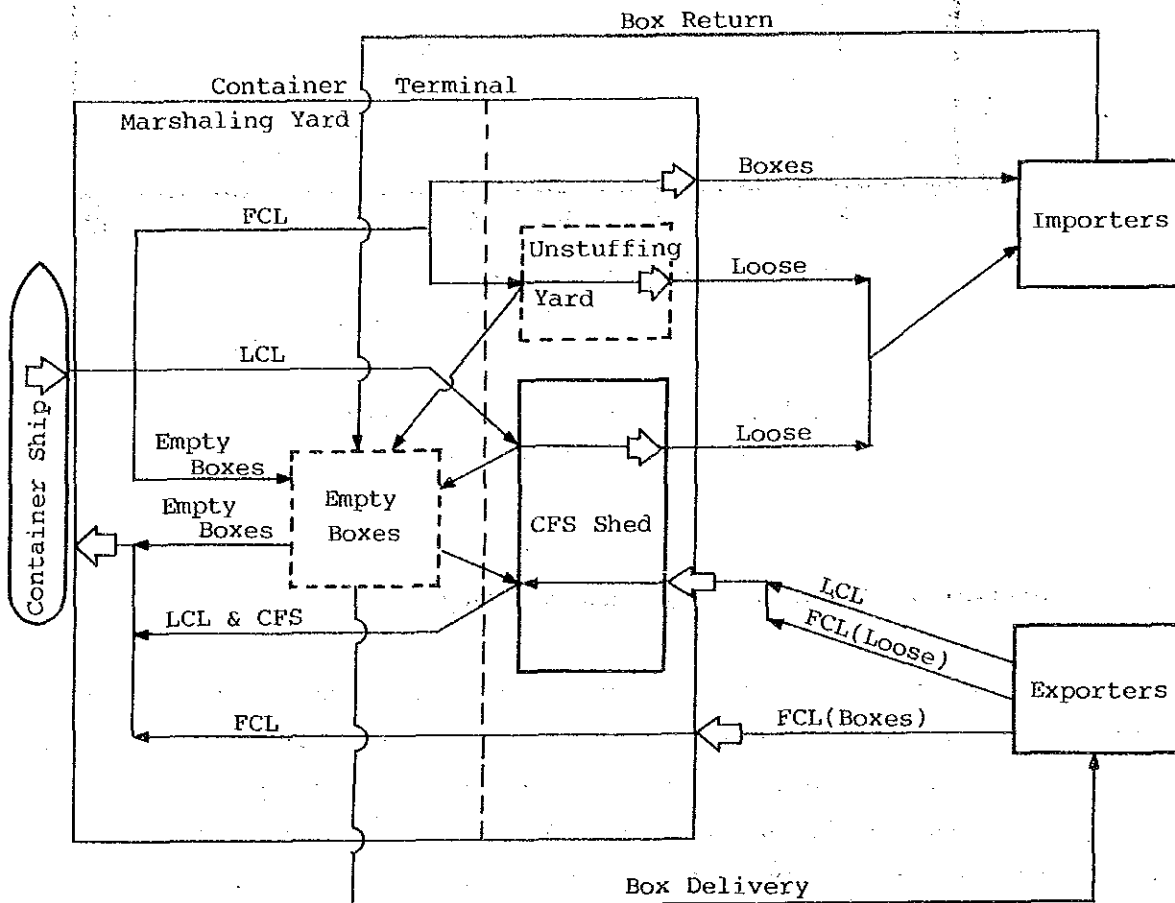 Box Return
Container Terminal
Marshaling Yard
Boxes
FCL
Importers
Unstuffing
Loose
Yard
LCL
Container Ship
Loose
Empty
Boxes
Empty
Boxes
Empty
Boxes
CFS Shed
LCL
LCL & CFS
FCL(Loose)
Exporters
FCL
FCL(Boxes)
Box Delivery